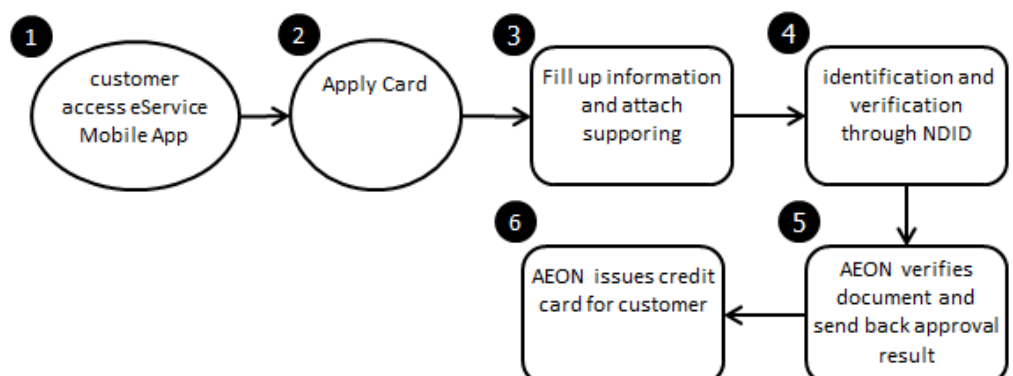 1
customer
access eService
Mobile App
2
Apply Card
3
Fill up information
and attach
supporing
4
identification and
verification
through NDID
5
AEON verifies
document and
send back approval
result
6
AEON issues credit
card for customer